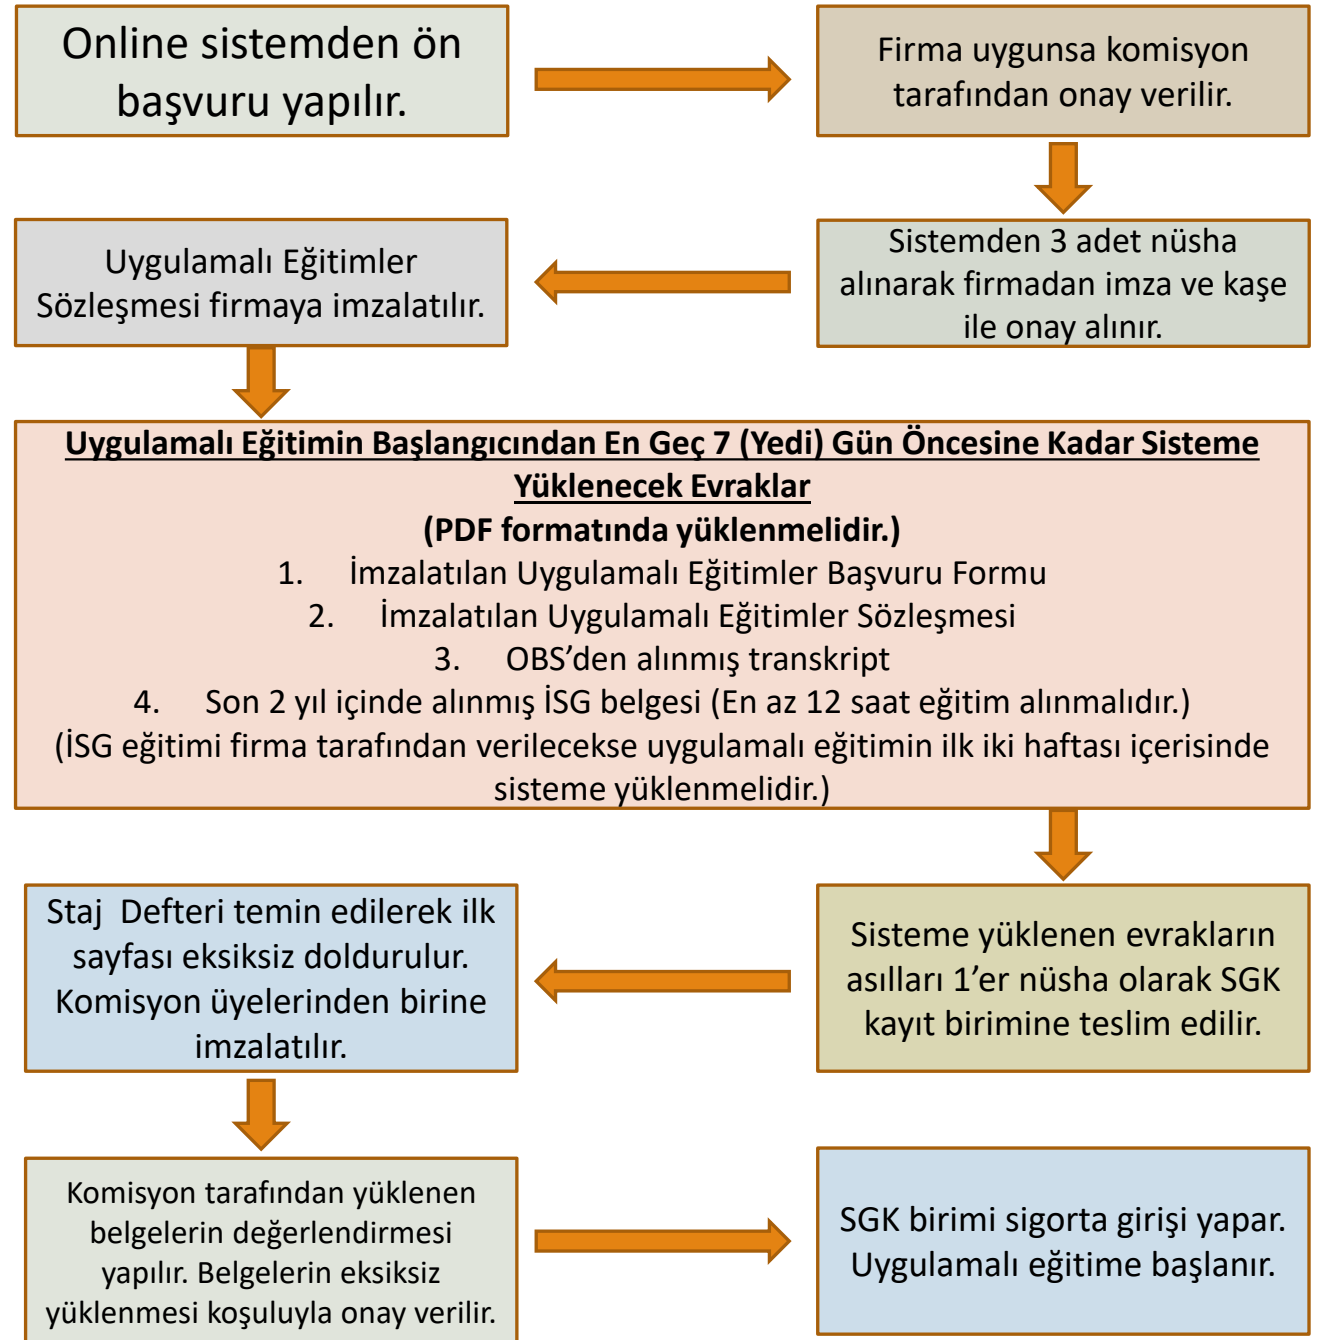 Online sistemden ön
başvuru yapılır.
Firma uygunsa komisyon
tarafından onay verilir.
Sistemden 3 adet nüsha
alınarak firmadan imza ve kaşe
ile onay alınır.
Uygulamalı Eğitimler
Sözleşmesi firmaya imzalatılır.
Uygulamalı Eğitimin Başlangıcından En Geç 7 (Yedi) Gün Öncesine Kadar Sisteme
Yüklenecek Evraklar
(PDF formatında yüklenmelidir.)
1. İmzalatılan Uygulamalı Eğitimler Başvuru Formu
2. İmzalatılan Uygulamalı Eğitimler Sözleşmesi
3. OBS’den alınmış transkript
4. Son 2 yıl içinde alınmış İSG belgesi (En az 12 saat eğitim alınmalıdır.)
(İSG eğitimi firma tarafından verilecekse uygulamalı eğitimin ilk iki haftası içerisinde
sisteme yüklenmelidir.)
Sisteme yüklenen evrakların
asılları 1’er nüsha olarak SGK
kayıt birimine teslim edilir.
Staj Defteri temin edilerek ilk
sayfası eksiksiz doldurulur.
Komisyon üyelerinden birine
imzalatılır.
Komisyon tarafından yüklenen
belgelerin değerlendirmesi
yapılır. Belgelerin eksiksiz
yüklenmesi koşuluyla onay verilir.
SGK birimi sigorta girişi yapar.
Uygulamalı eğitime başlanır.